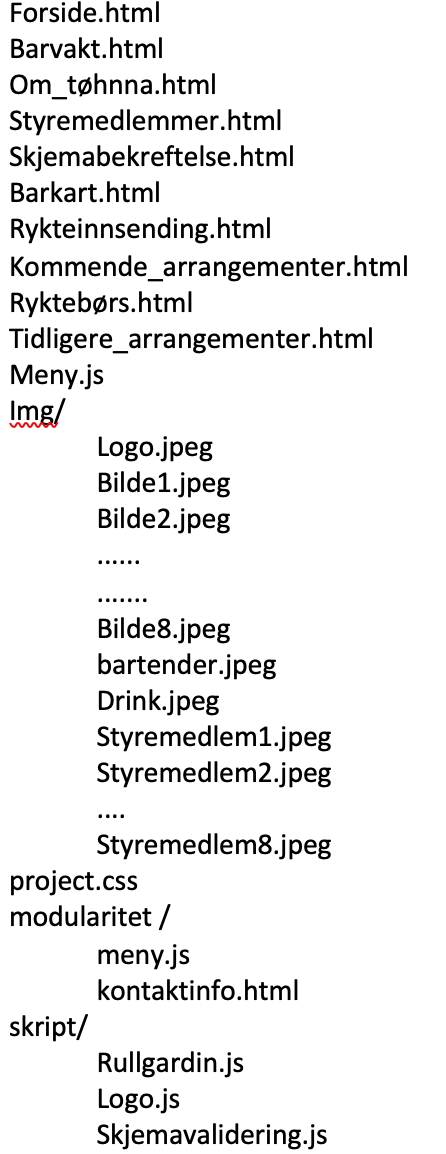 Forside.html
Barvakt.html
Om_tøhnna.html
Styremedlemmer.html
Skjemabekreftelse.html
Barkart.html
Rykteinnsending.html
Kommende_arrangementer.html
Ryktebørs.html
Tidligere_arrangementer.html
Meny.js
Img/
Logo.jpeg
Bilde1.jpeg
Bilde2.jpeg
......
.......
Bilde8.jpeg
bartender.jpeg
Drink.jpeg
Styremedlem1.jpeg
Styremedlem2.jpeg
....
Styremedlem8.jpeg
project.css
modularitet /
meny.js
kontaktinfo.html
skript/
Rullgardin.js
Logo.js
Skjemavalidering.js